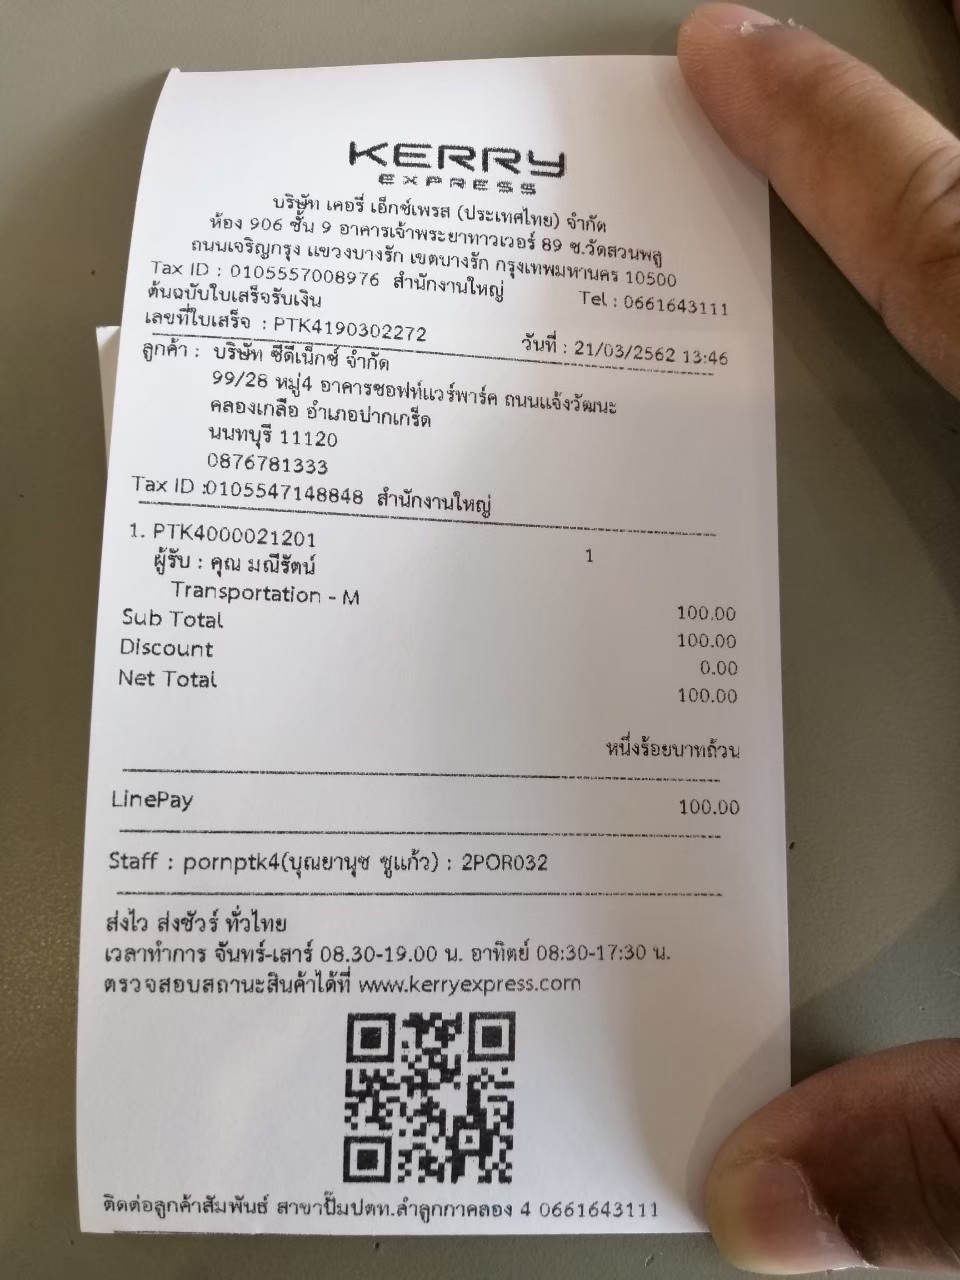 KERRY
EXPRESS
บริษัท เคอรี่ เอ็กซ์เพรส (ประเทศไทย) จำกัด
ห้อง 906 ชั้น 9 อาคารเจ้าพระยาทาวเวอร์ 89 ซ.วัดสวนพลู
ถนนเจริญกรุง แขวงบางรัก เขตบางรัก กรุงเทพมหานคร 10500
Tax ID : 0105557008976 สำนักงานใหญ่ Tel : 0661643111
ต้นฉบับใบเสร็จรับเงิน
เลขที่ใบเสร็จ : PTK4190302272 วันที่ : 21/03/2562 13:46
ลูกค้า : บริษัท ซีดีเน็กซ์ จำกัด
99/28 หมู่4 อาคารซอฟท์แวร์พาร์ค ถนนแจ้งวัฒนะ
คลองเกลือ อำเภอปากเกร็ด
นนทบุรี 11120
0876781333
Tax ID :0105547148848 สำนักงานใหญ่
1. PTK4000021201 1
ผู้รับ : คุณ มณีรัตน์
Transportation - M 100.00
Sub Total 100.00
Discount 0.00
Net Total 100.00
หนึ่งร้อยบาทถ้วน
LinePay 100.00
Staff : pornptk4(บุณยานุช ชูแก้ว) : 2POR032
ส่งไว ส่งชัวร์ ทั่วไทย
เวลาทำการ จันทร์-เสาร์ 08.30-19.00 น. อาทิตย์ 08:30-17:30 น.
ตรวจสอบสถานะสินค้าได้ที่ www.kerryexpress.com
ติดต่อลูกค้าสัมพันธ์ สาขาปั๊มปตท.ลำลูกกาคลอง 4 0661643111